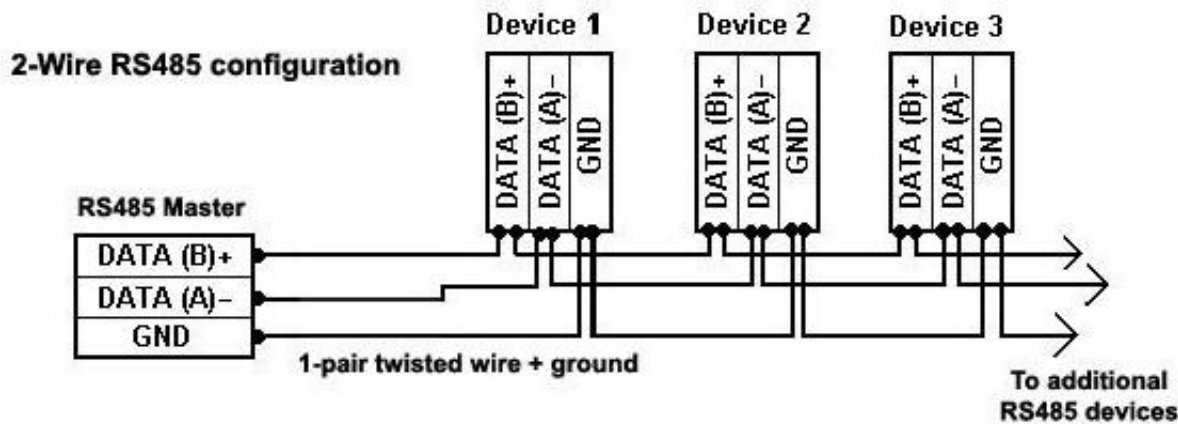 Device 1
Device 2
Device 3
2-Wire RS485 configuration
DATA (B)+
DATA (A)-
GND
DATA (B)+
DATA (A)-
GND
DATA (B)+
DATA (A)-
GND
RS485 Master
DATA (B)+
DATA (A)-
GND
1-pair twisted wire + ground
To additional
RS485 devices